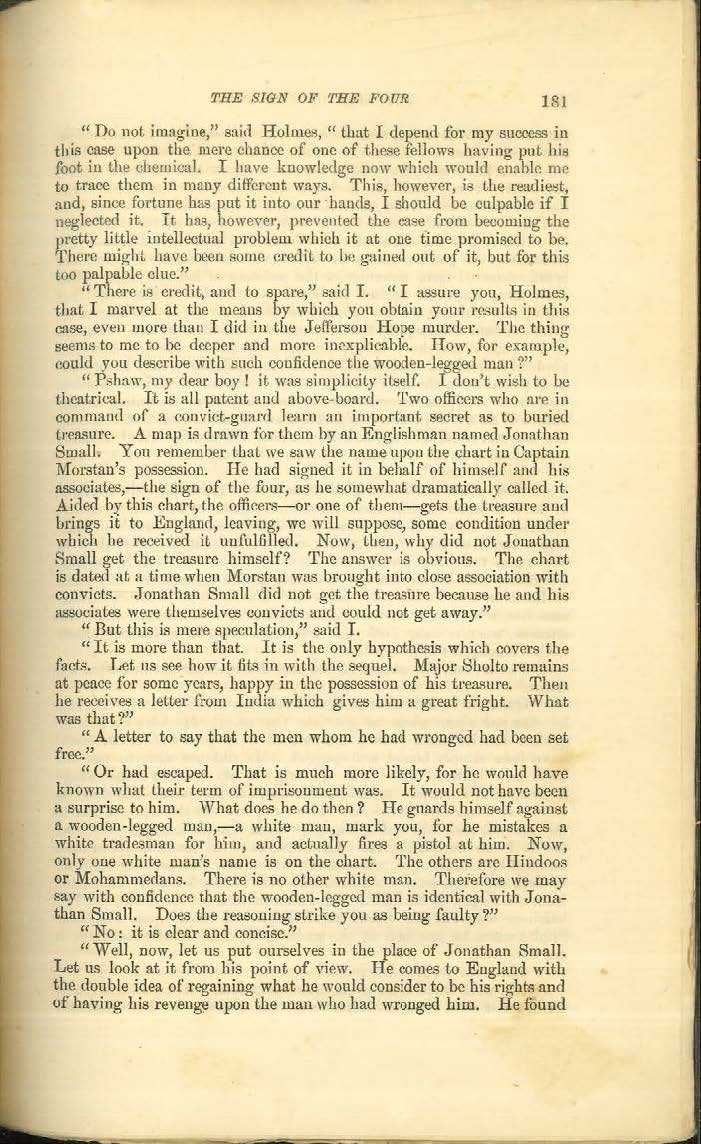 THE SIGN OF THE FOUR 181
" Do not imagine," said Holmes, " that I depend for my success in
this case upon the mere chance of one of these fellows having put his
foot in the chemical. I have knowledge now which would enable me
to trace them in many different ways. This, however, is the readiest,
and, since fortune has put it into our hands, I should be culpable if I
neglected it. It has, however, prevented the case from becoming the
pretty little intellectual problem which it at one time promised to be.
There might have been some credit to be gained out of it, but for this
too palpable clue."
" There is credit, and to spare," said I. " I assure you, Holmes,
that I marvel at the means by which you obtain your results in this
case, even more than I did in the Jefferson Hope murder. The thing
seems to me to be deeper and more inexplicable. How, for example,
could you describe with such confidence the wooden-legged man ?"
" Pshaw, my dear boy ! it was simplicity itself. I don't wish to be
theatrical. It is all patent and above-board. Two officers who are in
command of a convict-guard learn an important secret as to buried
treasure. A map is drawn for them by an Englishman named Jonathan
Small. You remember that we saw the name upon the chart in Captain
Morstan's possession. He had signed it in behalf of himself and his
associates,—the sign of the four, as he somewhat dramatically called it.
Aided by this chart, the officers—or one of them—gets the treasure and
brings it to England, leaving, we will suppose, some condition under
which he received it unfulfilled. Now, then, why did not Jonathan
Small get the treasure himself? The answer is obvious. The chart
is dated at a time when Morstan was brought into close association with
convicts. Jonathan Small did not get the treasure because he and his
associates were themselves convicts and could not get away."
" But this is mere speculation," said I.
" It is more than that. It is the only hypothesis which covers the
facts. Let us see how it fits in with the sequel. Major Sholto remains
at peace for some years, happy in the possession of his treasure. Then
he receives a letter from India which gives him a great fright. What
was that ?"
" A letter to say that the men whom he had wronged had been set
free."
" Or had escaped. That is much more likely, for he would have
known what their term of imprisonment was. It would not have been
a surprise to him. What does he do then ? He guards himself against
a wooden-legged man,—a white man, mark you, for he mistakes a
white tradesman for him, and actually fires a pistol at him. Now,
only one white man's name is on the chart. The others are Hindoos
or Mohammedans. There is no other white man. Therefore we may
say with confidence that the wooden-legged man is identical with Jona-
than Small. Does the reasoning strike you as being faulty ?"
" No : it is clear and concise."
" Well, now, let us put ourselves in the place of Jonathan Small.
Let us look at it from his point of view. He comes to England with
the double idea of regaining what he would consider to be his rights and
of having his revenge upon the man who had wronged him. He found